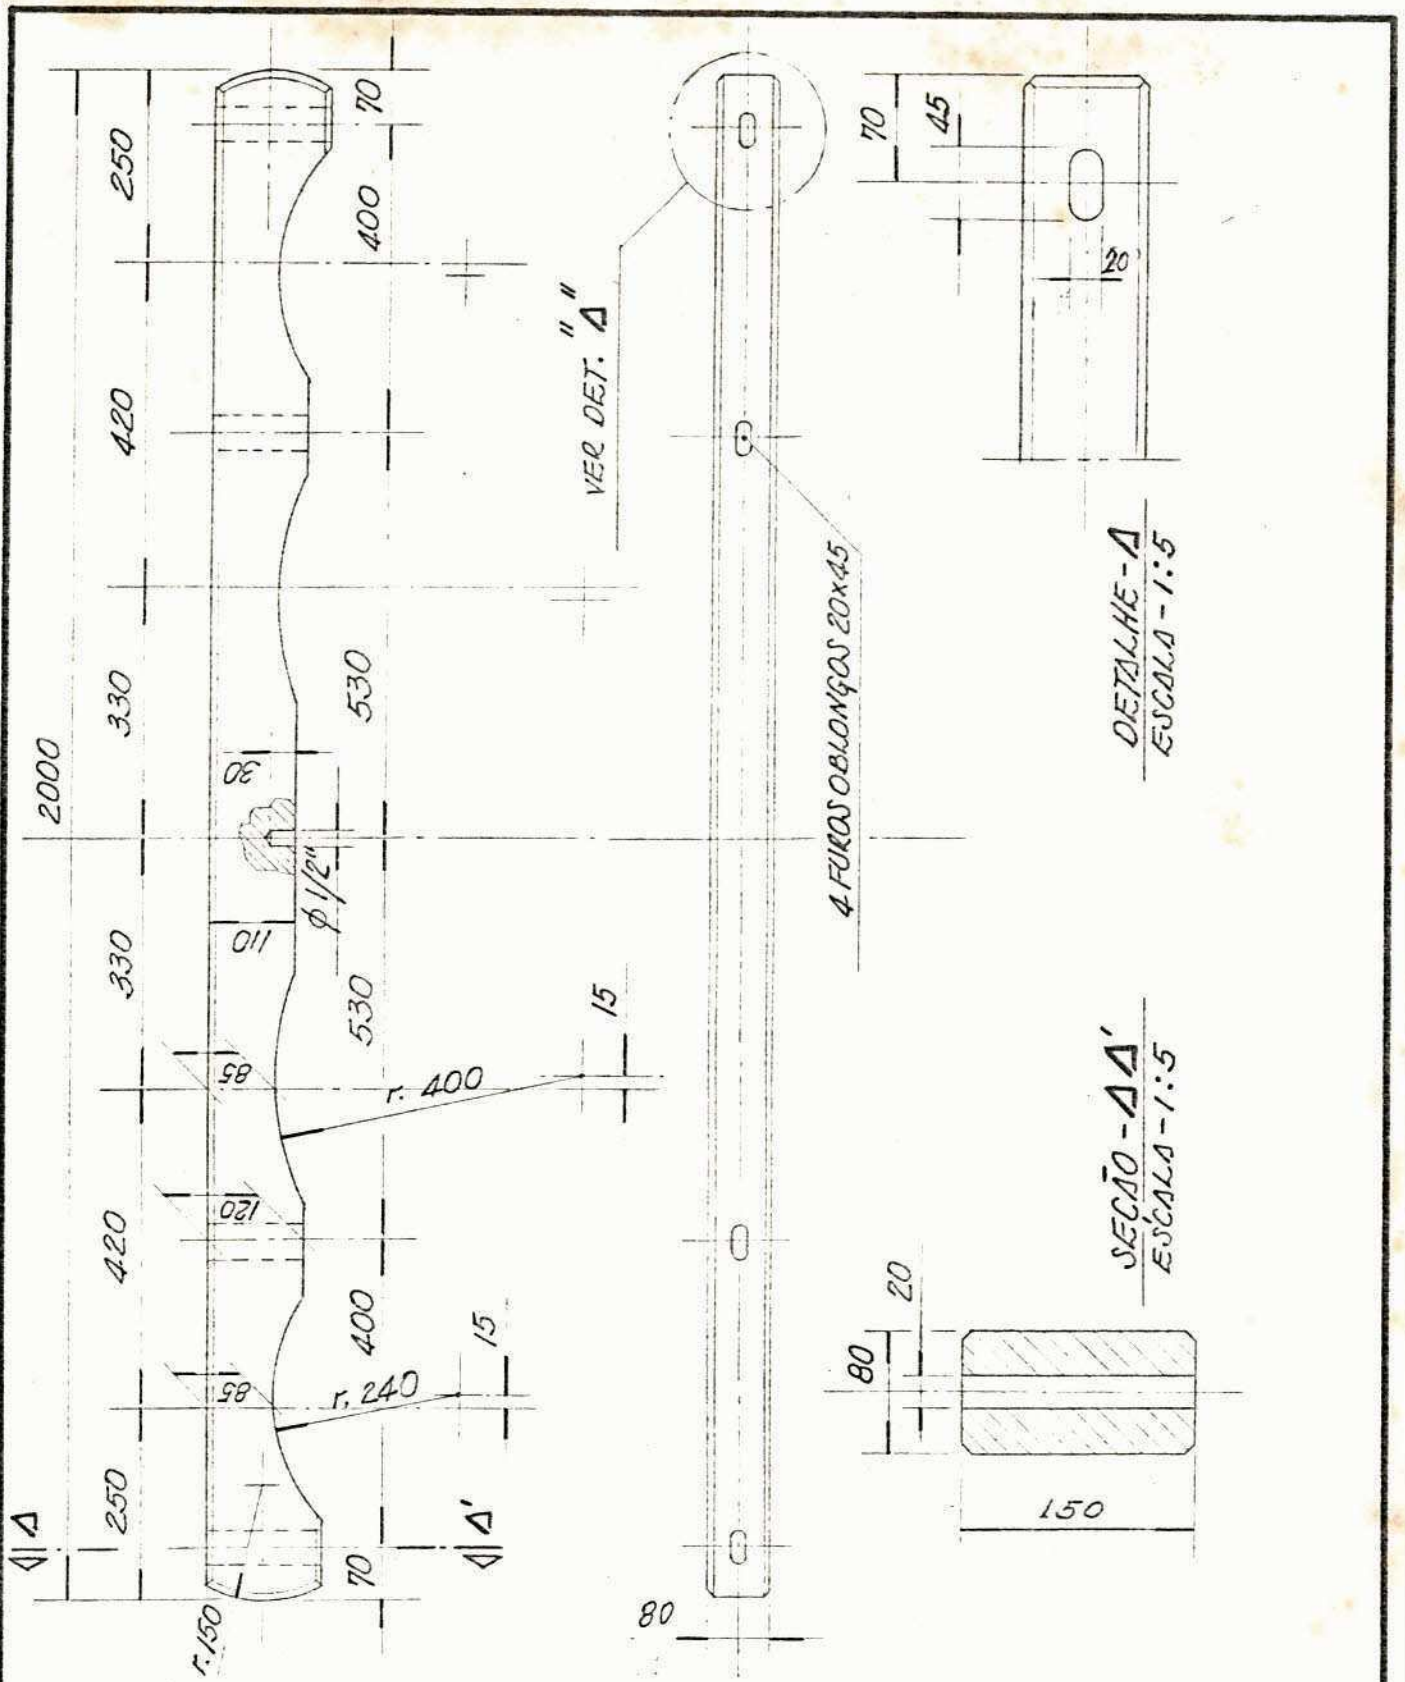 2000
250
420
330
330
420
250
70
400
530
530
400
70
30
φ 1/2"
110
85
r. 400
15
120
85
r. 240
15
r. 150
Δ
Δ'
VER DET. "Δ"
4 FUROS OBLONGOS 20x45
80
70
45
20
DETALHE-Δ
ESCALA-1:5
SECÃO-ΔΔ'
ESCALA-1:5
20
80
150